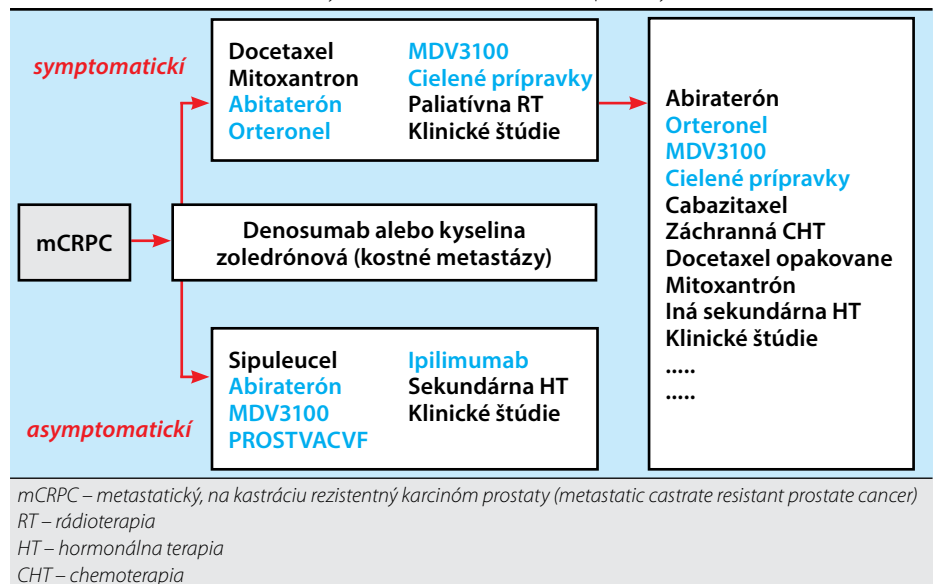 symptomatickí
Docetaxel
Mitoxantron
Abitaterón
Orteronel
MDV3100
Cielené prípravky
Paliatívna RT
Klinické štúdie
mCRPC
Denosumab alebo kyselina
zoledrónová (kostné metastázy)
asymptomatickí
Sipuleucel
Abiraterón
MDV3100
PROSTVACVF
Ipilimumab
Sekundárna HT
Klinické štúdie
Abiraterón
Orteronel
MDV3100
Cielené prípravky
Cabazitaxel
Záchranná CHT
Docetaxel opakovane
Mitoxantrón
Iná sekundárna HT
Klinické štúdie
.....
.....
mCRPC – metastatický, na kastráciu rezistentný karcinóm prostaty (metastatic castrate resistant prostate cancer)
RT – rádioterapia
HT – hormonálna terapia
CHT – chemoterapia